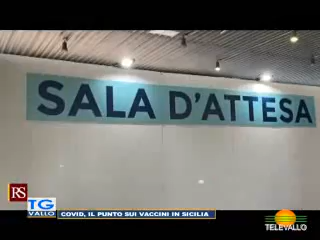 SALA D'ATTESA
RS
TG
VALLO
COVID, IL PUNTO SUI VACCINI IN SICILIA
TELEVALLO